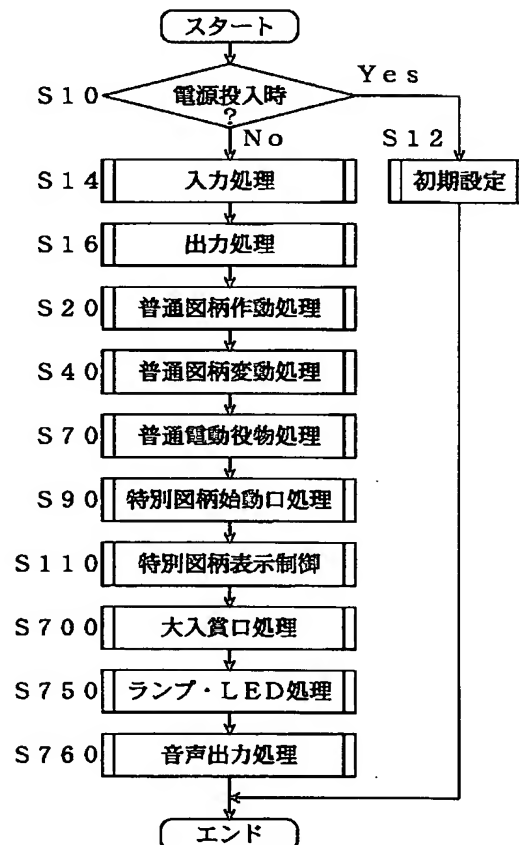 スタート
S10 電源投入時 Yes
?
No S12
S14 入力処理 初期設定
S16 出力処理
S20 普通図柄作動処理
S40 普通図柄変動処理
S70 普通電動役物処理
S90 特別図柄始動口処理
S110 特別図柄表示制御
S700 大入賞口処理
S750 ランプ・LED処理
S760 音声出力処理
エンド